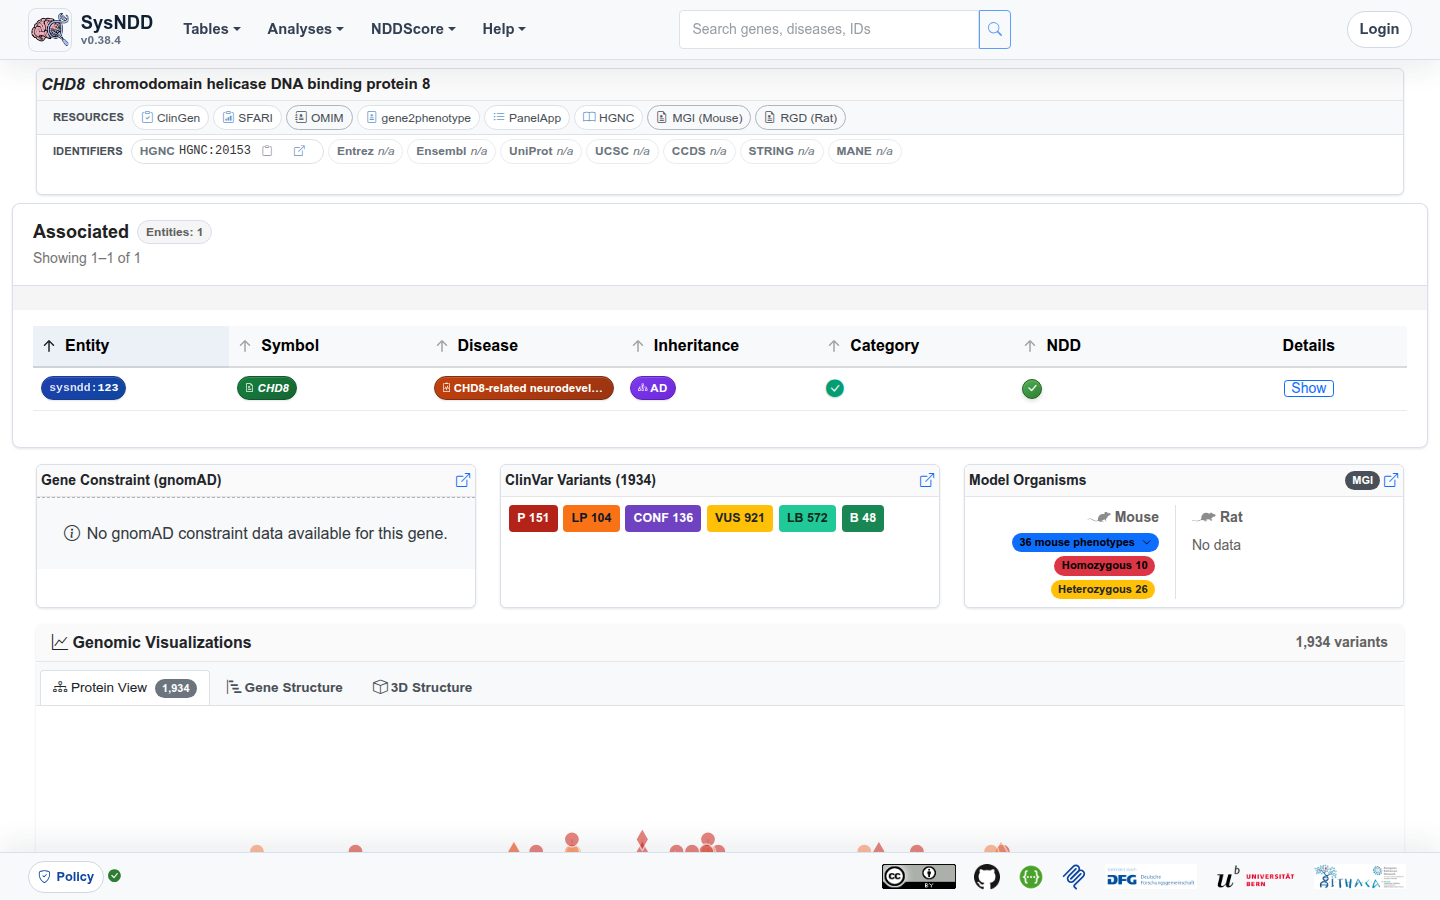 SysNDD
v0.38.4
Tables
Analyses
NDDScore
Help
Search genes, diseases, IDs
Login
CHD8 chromodomain helicase DNA binding protein 8
RESOURCES ClinGen SFARI OMIM gene2phenotype PanelApp HGNC MGI (Mouse) RGD (Rat)
IDENTIFIERS HGNC HGNC:20153 Entrez n/a Ensembl n/a UniProt n/a UCSC n/a CCDS n/a STRING n/a MANE n/a
Associated Entities: 1
Showing 1–1 of 1
Entity Symbol Disease Inheritance Category NDD Details
sysndd:123 CHD8 CHD8-related neurodevel... AD Show
Gene Constraint (gnomAD)
No gnomAD constraint data available for this gene.
ClinVar Variants (1934)
P 151 LP 104 CONF 136 VUS 921 LB 572 B 48
Model Organisms MGI
Mouse
36 mouse phenotypes
Homozygous 10
Heterozygous 26
Rat
No data
Genomic Visualizations 1,934 variants
Protein View 1,934 Gene Structure 3D Structure
Policy
CC BY
DFG Deutsche Forschungsgemeinschaft
u b UNIVERSITÄT BERN
ITHACA